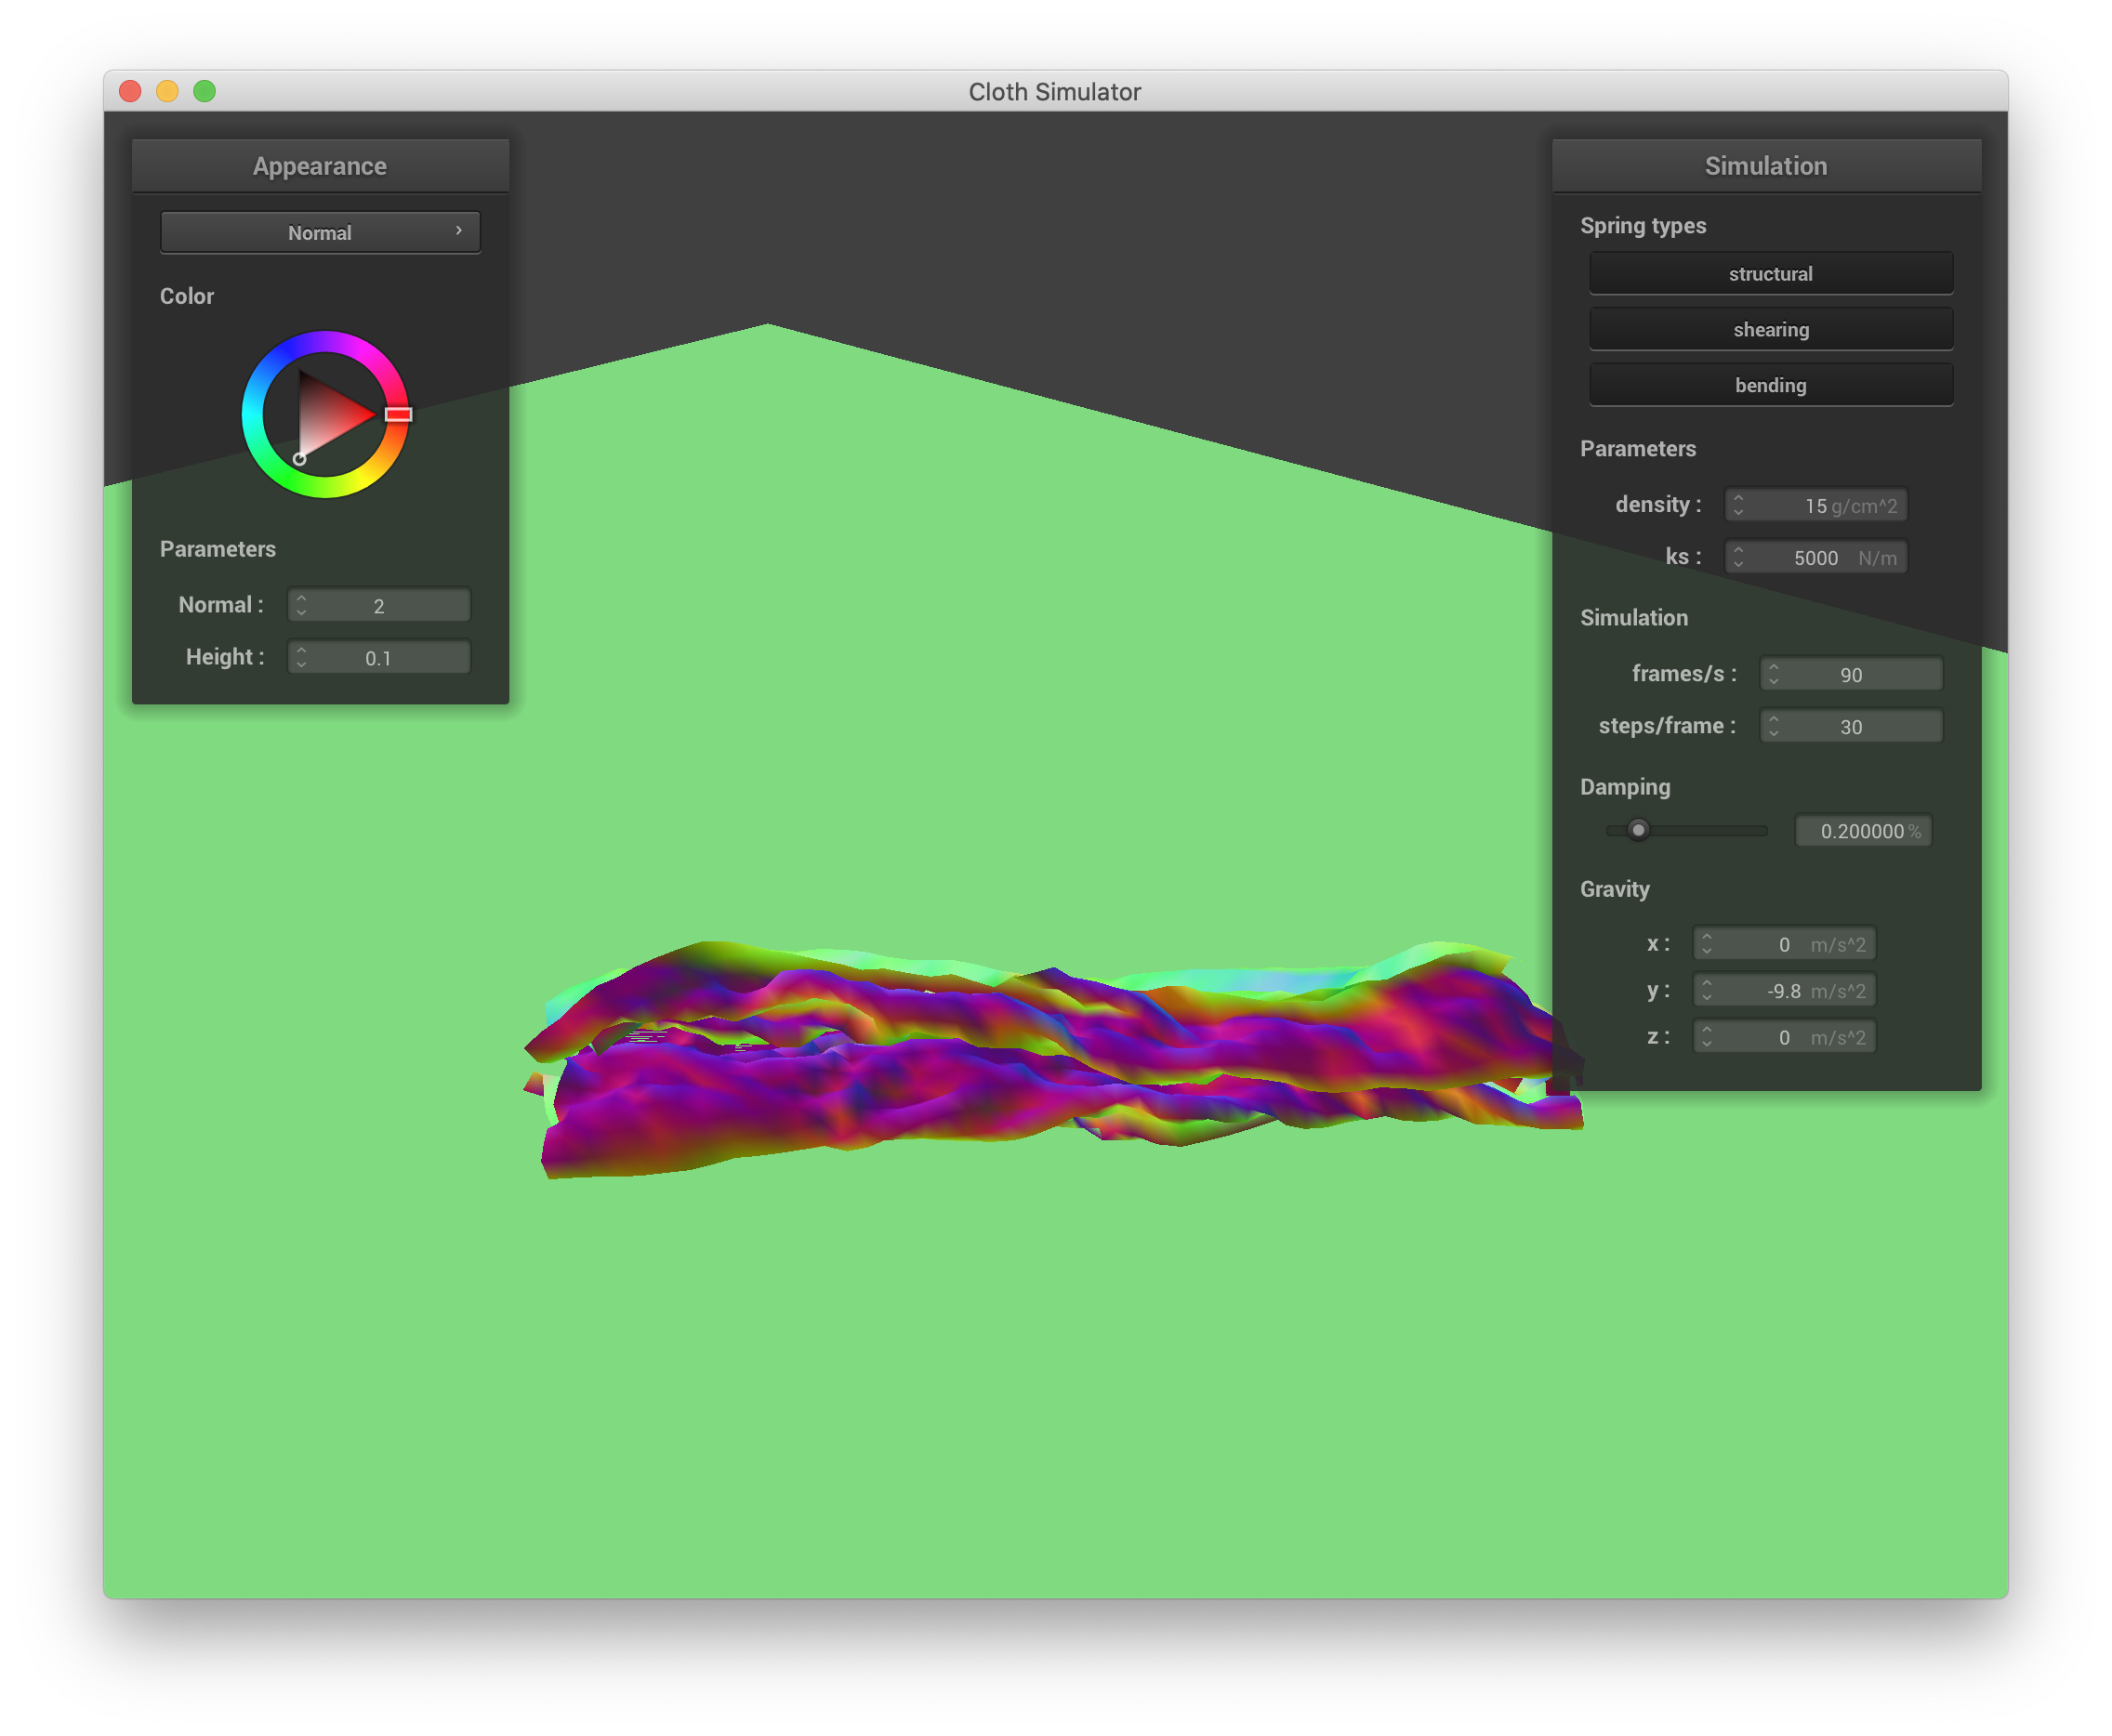 Cloth Simulator
Appearance
Normal
Color
Parameters
Normal : 2
Height : 0.1
Simulation
Spring types
structural
shearing
bending
Parameters
density : 15 g/cm^2
ks : 5000 N/m
Simulation
frames/s : 90
steps/frame : 30
Damping
0.200000 %
Gravity
x : 0 m/s^2
y : -9.8 m/s^2
z : 0 m/s^2